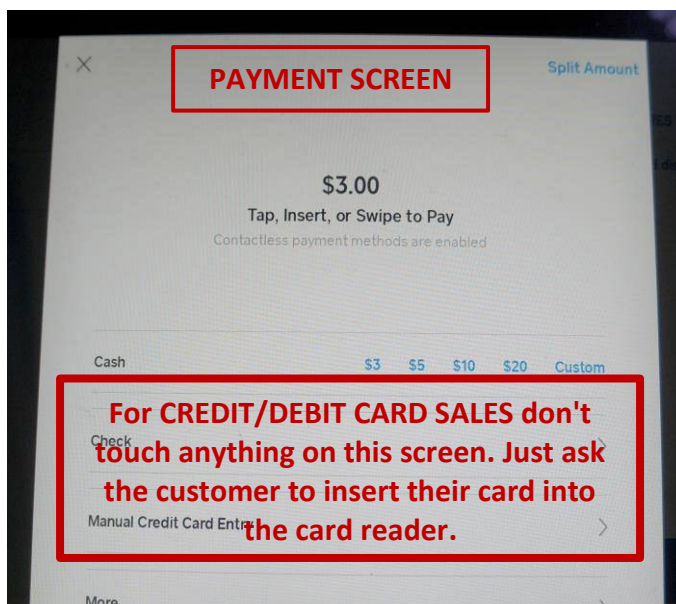 PAYMENT SCREEN
Split Amount
$3.00
Tap, Insert, or Swipe to Pay
Contactless payment methods are enabled
Cash $3 $5 $10 $20 Custom
For CREDIT/DEBIT CARD SALES don't
touch anything on this screen. Just ask
the customer to insert their card into
the card reader.
Check
Manual Credit Card Entry
More